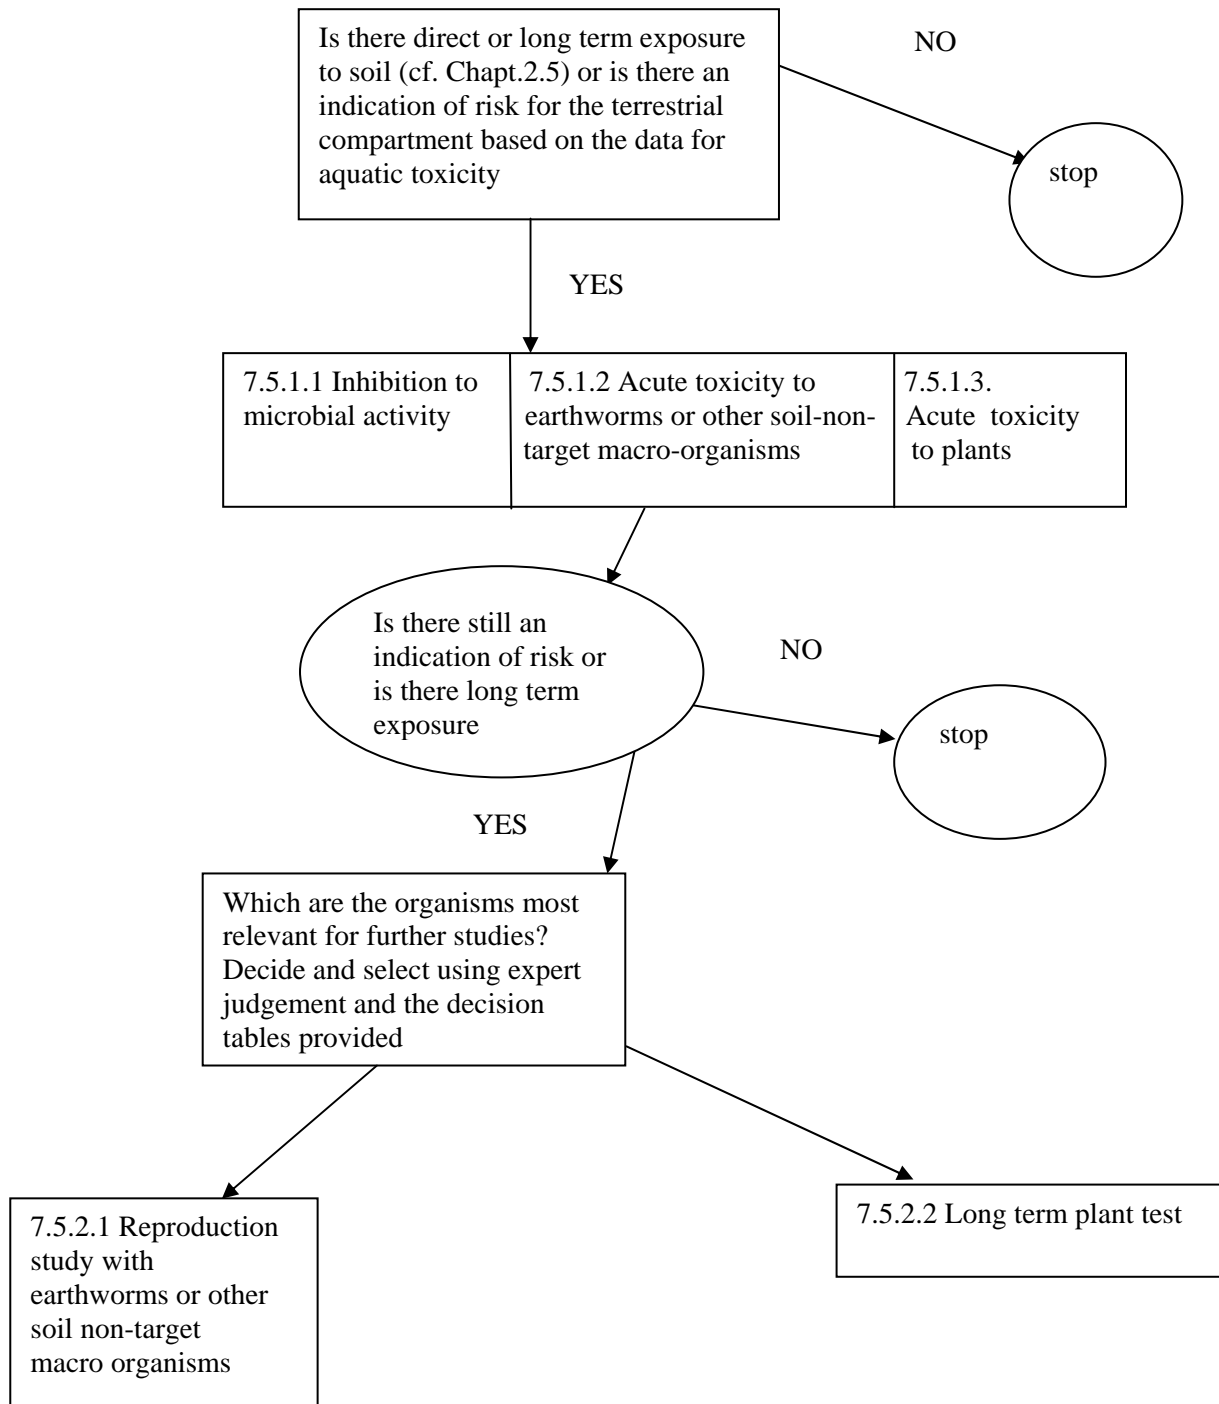 Is there direct or long term exposure
to soil (cf. Chapt.2.5) or is there an
indication of risk for the terrestrial
compartment based on the data for
aquatic toxicity
NO
stop
YES
7.5.1.1 Inhibition to
microbial activity
7.5.1.2 Acute toxicity to
earthworms or other soil-non-
target macro-organisms
7.5.1.3.
Acute toxicity
to plants
Is there still an
indication of risk or
is there long term
exposure
NO
stop
YES
Which are the organisms most
relevant for further studies?
Decide and select using expert
judgement and the decision
tables provided
7.5.2.1 Reproduction
study with
earthworms or other
soil non-target
macro organisms
7.5.2.2 Long term plant test